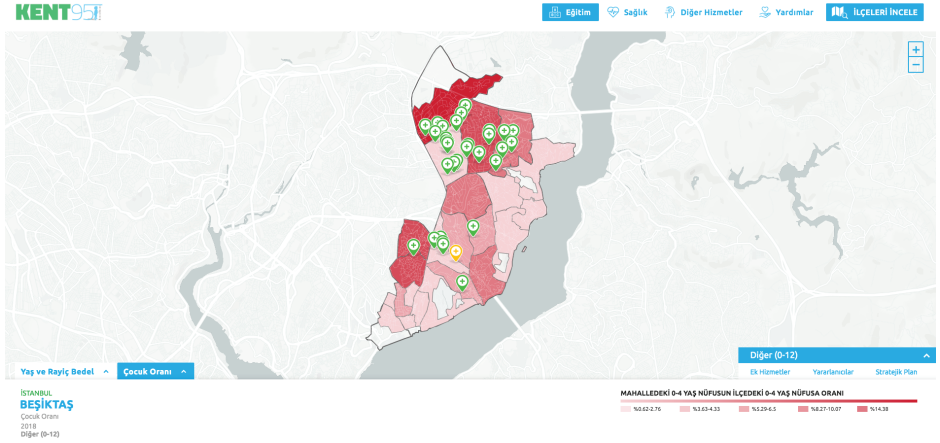 KENT95
Eğitim
Sağlık
Diğer Hizmetler
Yardımlar
İLÇELERİ İNCELE
+
−
Diğer (0-12)
Ek Hizmetler
Yararlanıcılar
Stratejik Plan
Yaş ve Rayiç Bedel
Çocuk Oranı
İSTANBUL
BEŞİKTAŞ
Çocuk Oranı
2018
Diğer (0-12)
MAHALLEDEKİ 0-4 YAŞ NÜFUSUN İLÇEDEKİ 0-4 YAŞ NÜFUSA ORANI
%0.62-2.76
%3.63-4.33
%5.29-6.5
%8.27-10.07
%14.38